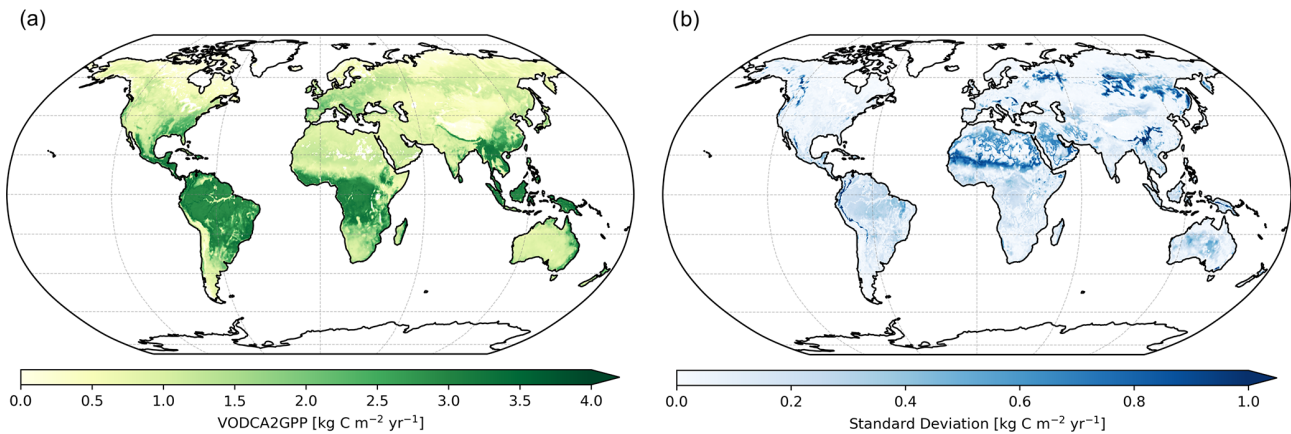 (a)
(b)
0.0 0.5 1.0 1.5 2.0 2.5 3.0 3.5 4.0
VODCA2GPP [kg C m⁻² yr⁻¹]
0.0 0.2 0.4 0.6 0.8 1.0
Standard Deviation [kg C m⁻² yr⁻¹]